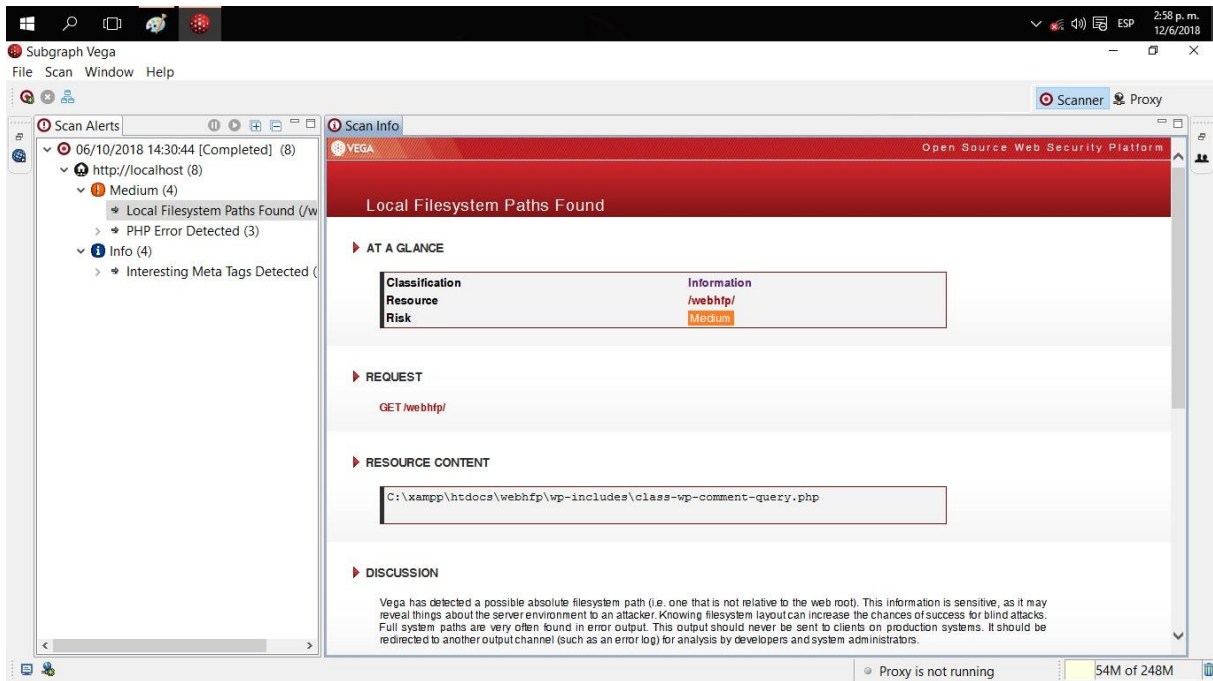 ESP
2:58 p. m.
12/6/2018
Subgraph Vega
File Scan Window Help
Scanner Proxy
Scan Alerts
06/10/2018 14:30:44 [Completed] (8)
http://localhost (8)
Medium (4)
Local Filesystem Paths Found (/w
PHP Error Detected (3)
Info (4)
Interesting Meta Tags Detected (
Scan Info
VEGA
Open Source Web Security Platform
Local Filesystem Paths Found
AT A GLANCE
Classification Information
Resource /webhfp/
Risk Medium
REQUEST
GET /webhfp/
RESOURCE CONTENT
C:\xampp\htdocs\webhfp\wp-includes\class-wp-comment-query.php
DISCUSSION
Vega has detected a possible absolute filesystem path (i.e. one that is not relative to the web root). This information is sensitive, as it may
reveal things about the server environment to an attacker. Knowing filesystem layout can increase the chances of success for blind attacks.
Full system paths are very often found in error output. This output should never be sent to clients on production systems. It should be
redirected to another output channel (such as an error log) for analysis by developers and system administrators.
Proxy is not running
54M of 248M